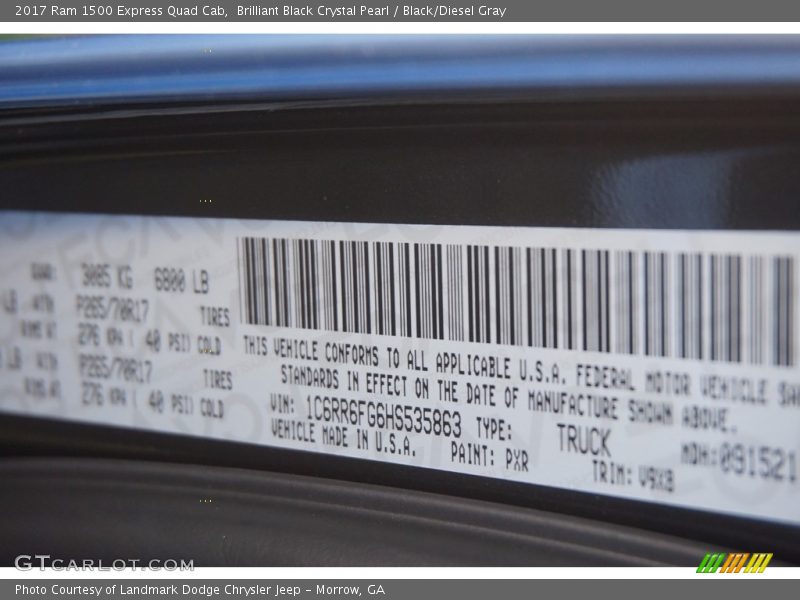 2017 Ram 1500 Express Quad Cab,  Brilliant Black Crystal Pearl / Black/Diesel Gray
3085 KG 6800 LB
P265/70R17 TIRES
276 KPA ( 40 PSI) COLD
P265/70R17 TIRES
276 KPA ( 40 PSI) COLD
THIS VEHICLE CONFORMS TO ALL APPLICABLE U.S.A. FEDERAL MOTOR VEHICLE
STANDARDS IN EFFECT ON THE DATE OF MANUFACTURE SHOWN ABOVE.
VIN: 1C6RR6FG6HS535863 TYPE: TRUCK
VEHICLE MADE IN U.S.A. PAINT: PXR MDH: 091521
TRIM: V9X8
GTCARLOT.COM
Photo Courtesy of Landmark Dodge Chrysler Jeep – Morrow, GA